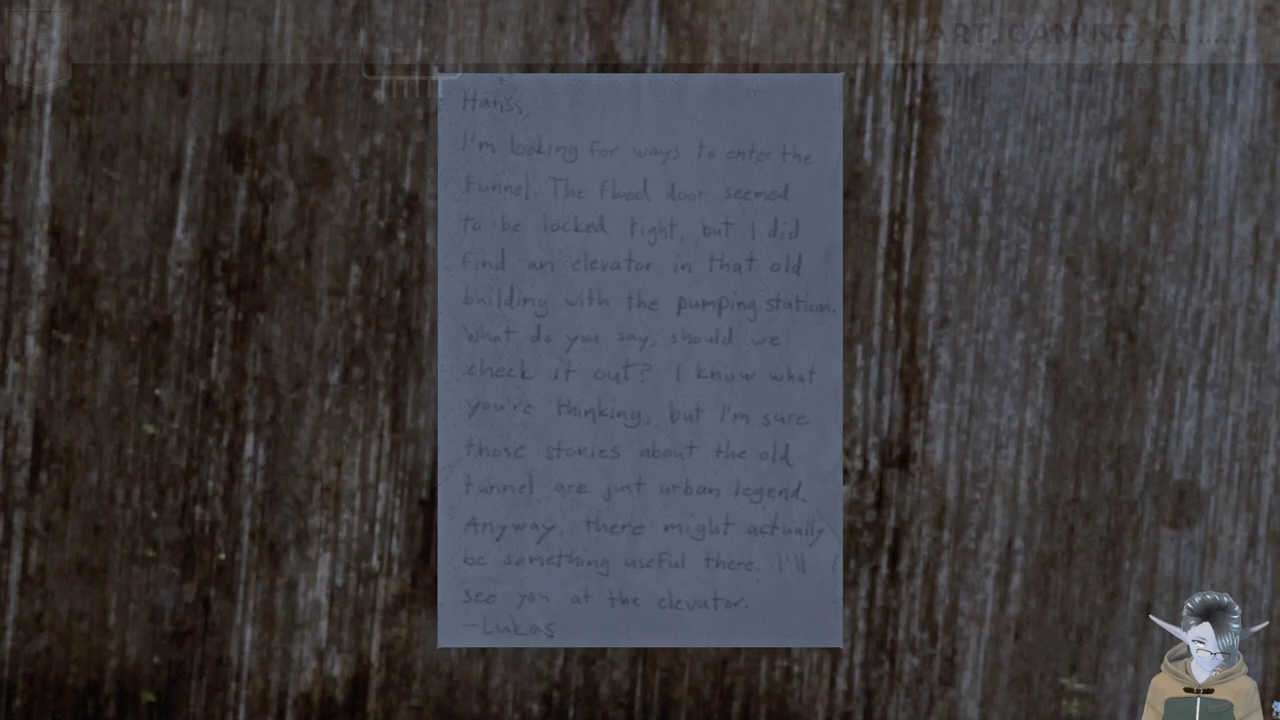 ART, GAMING, AI .....
Hanss,
I'm looking for ways to enter the
tunnel. The flood door seemed
to be locked tight, but I did
find an elevator in that old
building with the pumping station.
What do you say, should we
check it out? I know what
you're thinking, but I'm sure
those stories about the old
tunnel are just urban legend.
Anyway, there might actually
be something useful there. I'll
see you at the elevator.
-Lukas